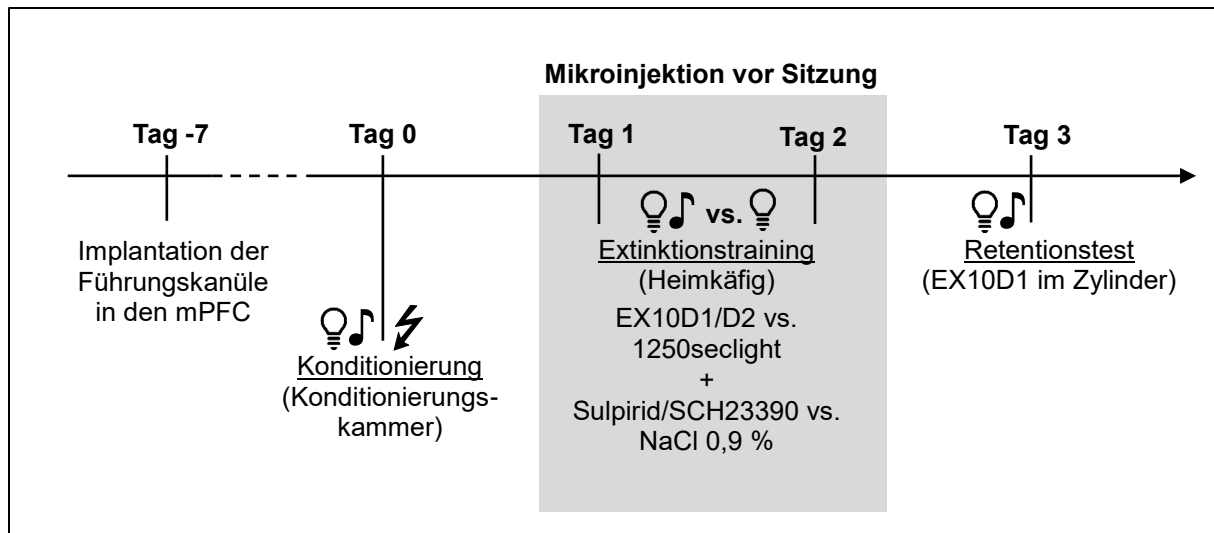 Mikroinjektion vor Sitzung
Tag -7
Tag 0
Tag 1
Tag 2
Tag 3
Implantation der
Führungskanüle
in den mPFC
Konditionierung
(Konditionierungs-
kammer)
vs.
Extinktionstraining
(Heimkäfig)
EX10D1/D2 vs.
1250seclight
+
Sulpirid/SCH23390 vs.
NaCl 0,9 %
Retentionstest
(EX10D1 im Zylinder)